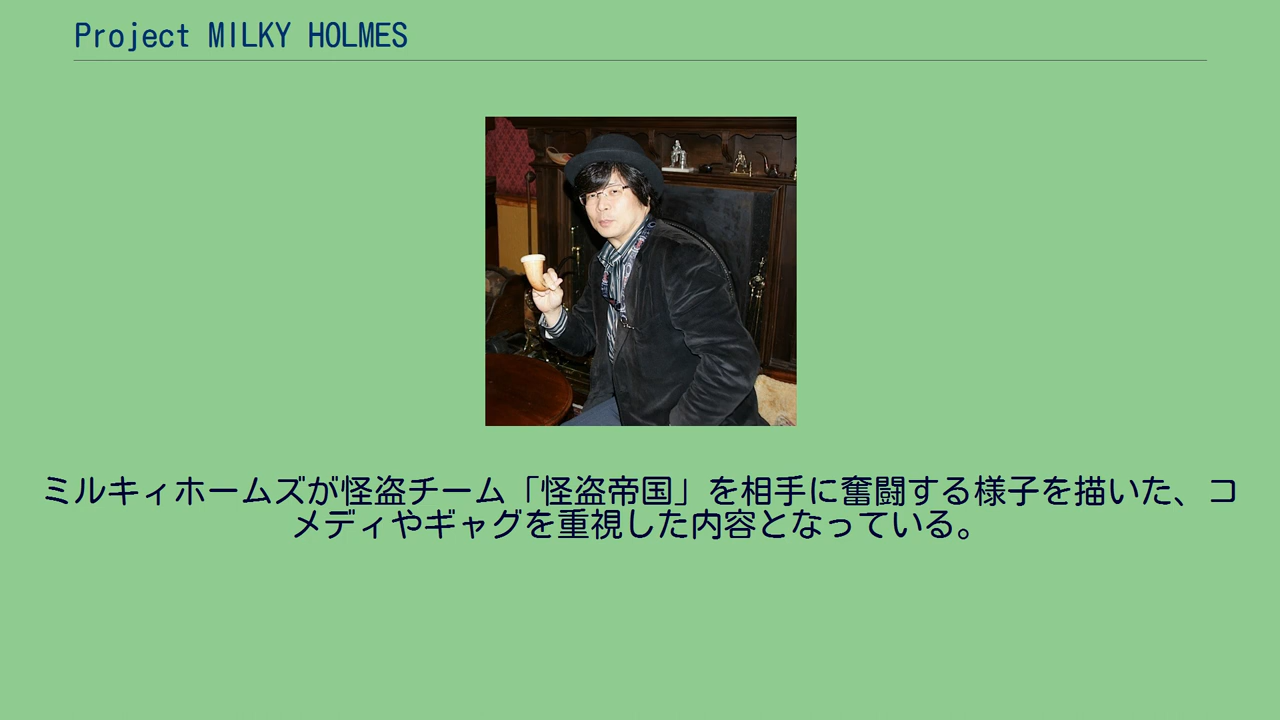 Project MILKY HOLMES
ミルキィホームズが怪盗チーム「怪盗帝国」を相手に奮闘する様子を描いた、コ
メディやギャグを重視した内容となっている。